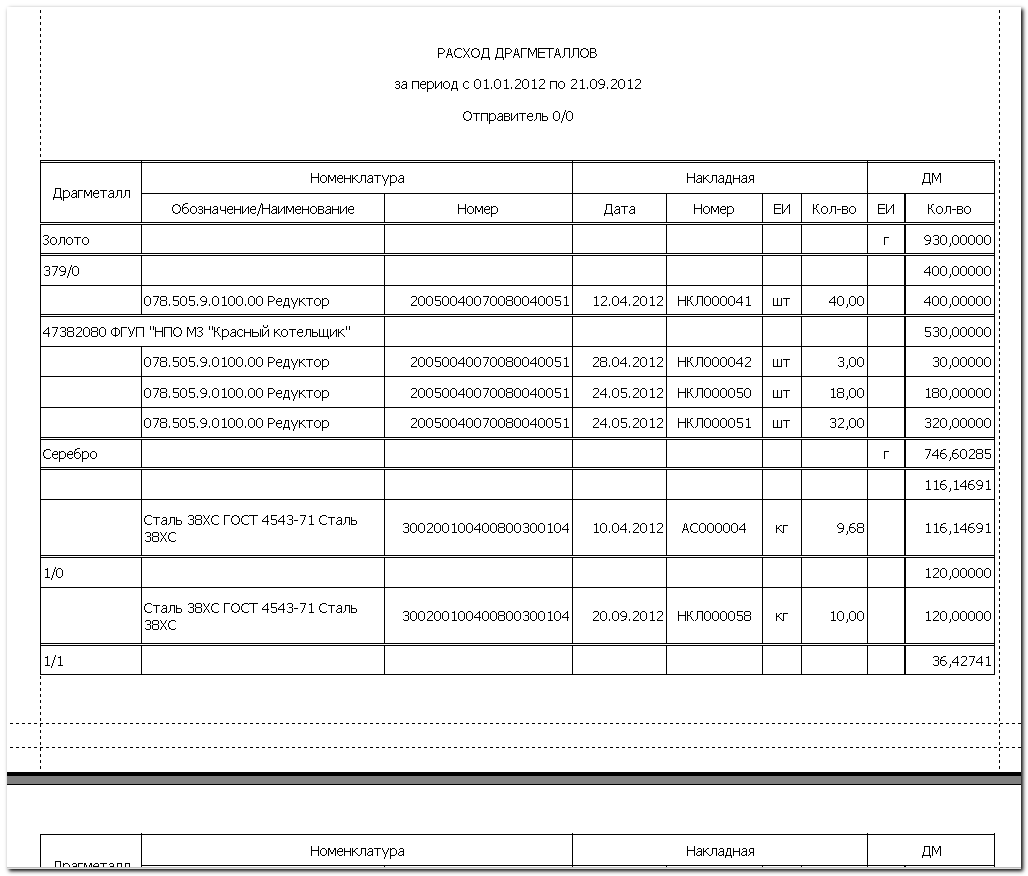 РАСХОД ДРАГМЕТАЛЛОВ
за период с 01.01.2012 по 21.09.2012
Отправитель 0/0
Драгметалл Номенклатура Накладная ДМ
Обозначение/Наименование Номер Дата Номер ЕИ Кол-во ЕИ Кол-во
Золото г 930,00000
379/0 400,00000
078.505.9.0100.00 Редуктор 20050040070080040051 12.04.2012 НКЛ000041 шт 40,00 400,00000
47382080 ФГУП "НПО МЗ "Красный котельщик" 530,00000
078.505.9.0100.00 Редуктор 20050040070080040051 28.04.2012 НКЛ000042 шт 3,00 30,00000
078.505.9.0100.00 Редуктор 20050040070080040051 24.05.2012 НКЛ000050 шт 18,00 180,00000
078.505.9.0100.00 Редуктор 20050040070080040051 24.05.2012 НКЛ000051 шт 32,00 320,00000
Серебро г 746,60285
116,14691
Сталь 38ХС ГОСТ 4543-71 Сталь
38ХС 300200100400800300104 10.04.2012 АС000004 кг 9,68 116,14691
1/0 120,00000
Сталь 38ХС ГОСТ 4543-71 Сталь
38ХС 300200100400800300104 20.09.2012 НКЛ000058 кг 10,00 120,00000
1/1 36,42741
Номенклатура Накладная ДМ
Драгметалл